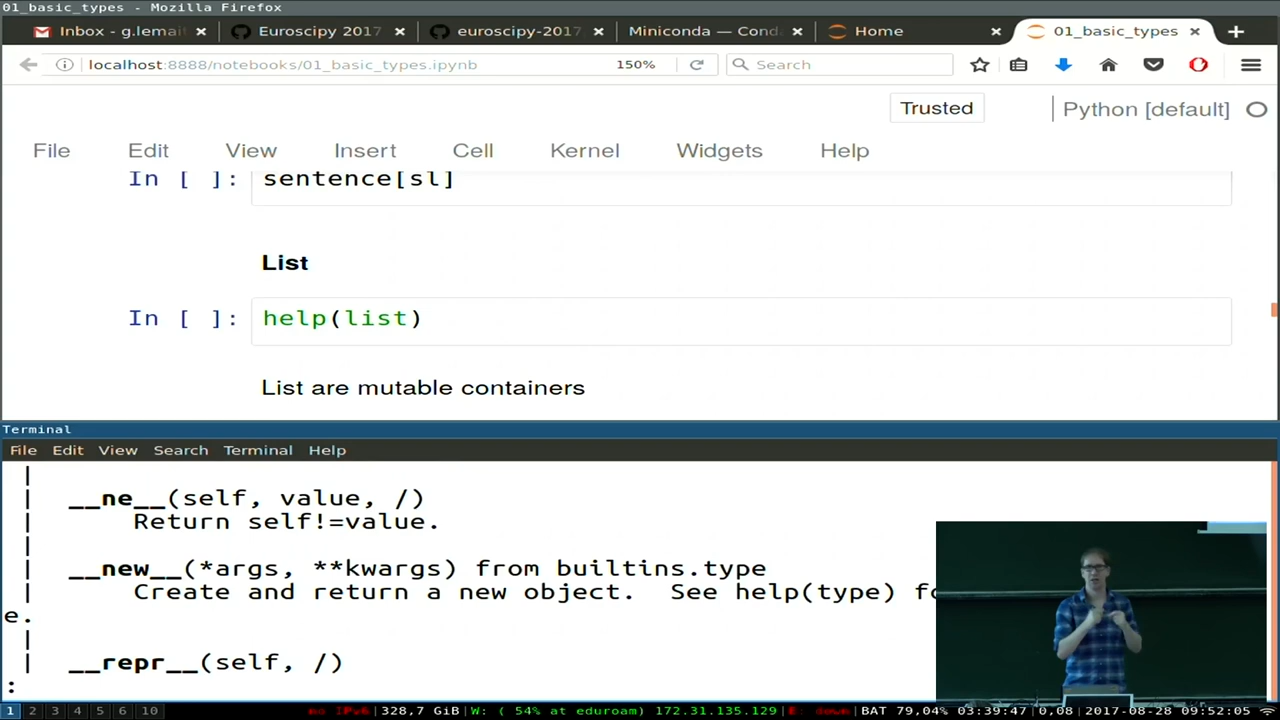 01_basic_types - Mozilla Firefox
Inbox - g.lemait
Euroscipy 2017
euroscipy-2017
Miniconda — Cond
Home
01_basic_types
localhost:8888/notebooks/01_basic_types.ipynb
150%
Search
Trusted
Python [default]
File Edit View Insert Cell Kernel Widgets Help
In [ ]: sentence[sl]
List
In [ ]: help(list)
List are mutable containers
Terminal
File Edit View Search Terminal Help
|
| __ne__(self, value, /)
| Return self!=value.
|
| __new__(*args, **kwargs) from builtins.type
| Create and return a new object. See help(type) fo
e.
|
| __repr__(self, /)
:
1 2 3 4 5 6 10 no IPv6|328,7 GiB|W: ( 54% at eduroam) 172.31.135.129|E: down|BAT 79,04% 03:39:47|0,08|2017-08-28 09:52:05